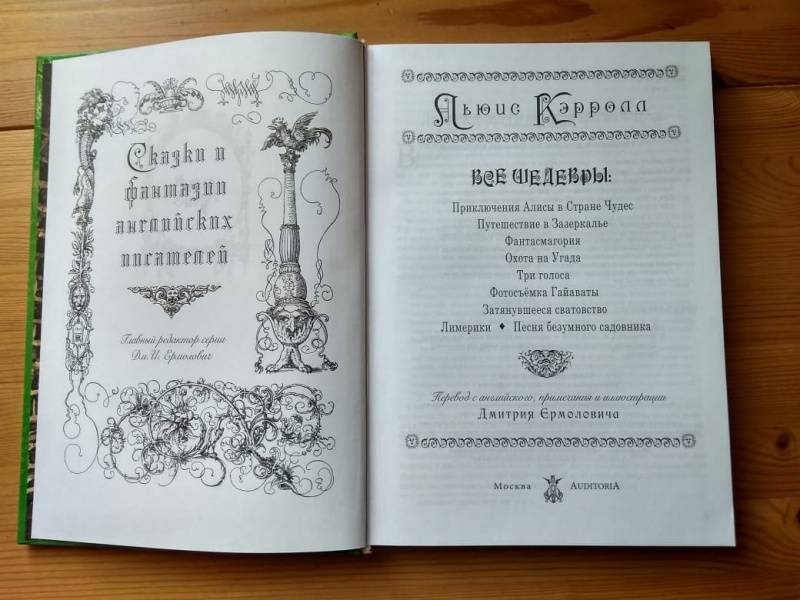 Сказки и
фантазии
английских
писателей
Главный редактор серии
Дм. И. Ермолович
Льюис Кэрролл
ВСЕ ШЕДЕВРЫ:
Приключения Алисы в Стране Чудес
Путешествие в Зазеркалье
Фантасмагория
Охота на Угада
Три голоса
Фотосъёмка Гайаваты
Затянувшееся сватовство
Лимерики ♦ Песня безумного садовника
Перевод с английского, примечания и иллюстрации
Дмитрия Ермоловича
Москва AUDITORIA